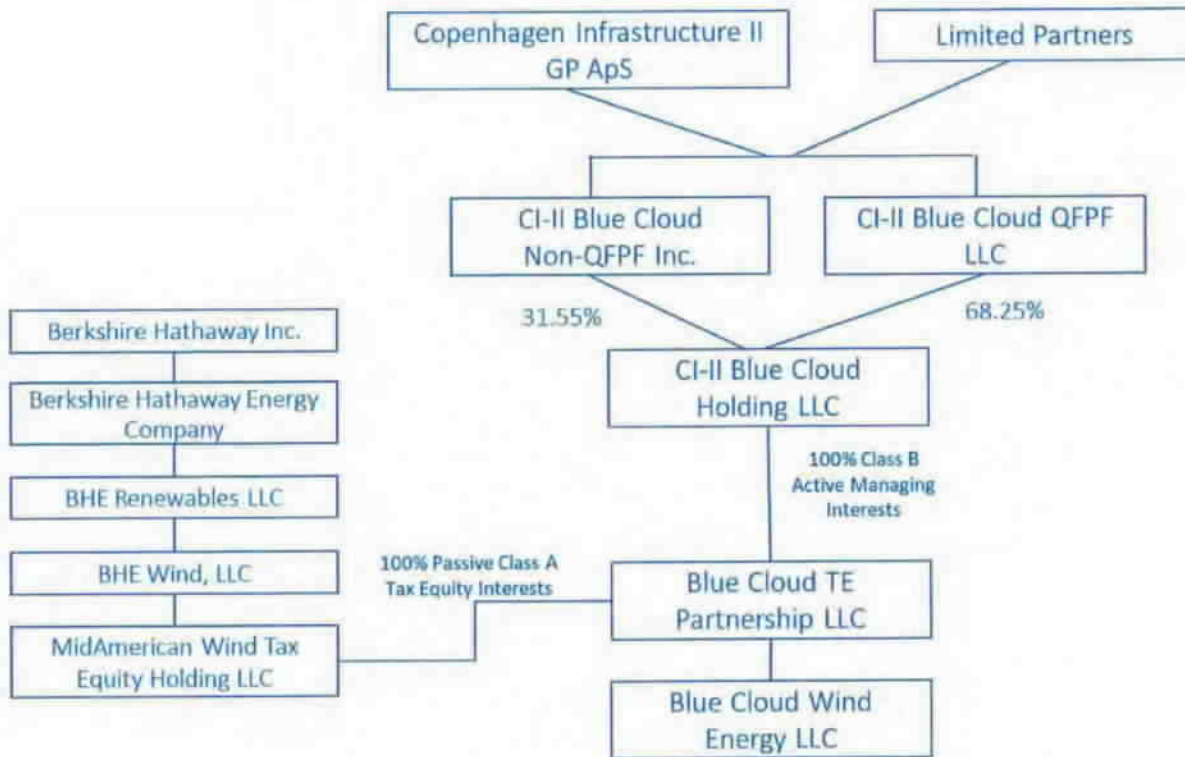 Copenhagen Infrastructure II
GP ApS
Limited Partners
CI-II Blue Cloud
Non-QFPF Inc.
CI-II Blue Cloud QFPF
LLC
31.55%
68.25%
Berkshire Hathaway Inc.
CI-II Blue Cloud
Holding LLC
Berkshire Hathaway Energy
Company
100% Class B
Active Managing
Interests
BHE Renewables LLC
BHE Wind, LLC
100% Passive Class A
Tax Equity Interests
Blue Cloud TE
Partnership LLC
MidAmerican Wind Tax
Equity Holding LLC
Blue Cloud Wind
Energy LLC